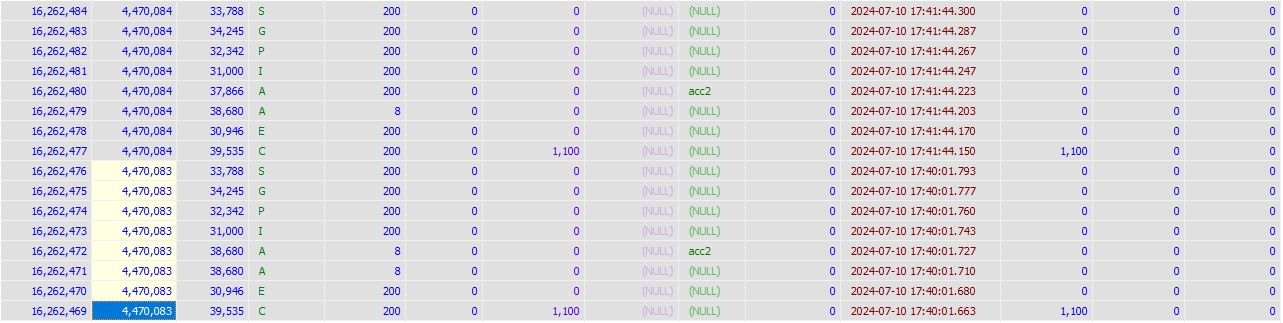 16,262,484 4,470,084 33,788 S 200 0 0 (NULL) (NULL) 0 2024-07-10 17:41:44.300 0 0 0
16,262,483 4,470,084 34,245 G 200 0 0 (NULL) (NULL) 0 2024-07-10 17:41:44.287 0 0 0
16,262,482 4,470,084 32,342 P 200 0 0 (NULL) (NULL) 0 2024-07-10 17:41:44.267 0 0 0
16,262,481 4,470,084 31,000 I 200 0 0 (NULL) (NULL) 0 2024-07-10 17:41:44.247 0 0 0
16,262,480 4,470,084 37,866 A 200 0 0 (NULL) acc2 0 2024-07-10 17:41:44.223 0 0 0
16,262,479 4,470,084 38,680 A 8 0 0 (NULL) (NULL) 0 2024-07-10 17:41:44.203 0 0 0
16,262,478 4,470,084 30,946 E 200 0 0 (NULL) (NULL) 0 2024-07-10 17:41:44.170 0 0 0
16,262,477 4,470,084 39,535 C 200 0 1,100 (NULL) (NULL) 0 2024-07-10 17:41:44.150 1,100 0 0
16,262,476 4,470,083 33,788 S 200 0 0 (NULL) (NULL) 0 2024-07-10 17:40:01.793 0 0 0
16,262,475 4,470,083 34,245 G 200 0 0 (NULL) (NULL) 0 2024-07-10 17:40:01.777 0 0 0
16,262,474 4,470,083 32,342 P 200 0 0 (NULL) (NULL) 0 2024-07-10 17:40:01.760 0 0 0
16,262,473 4,470,083 31,000 I 200 0 0 (NULL) (NULL) 0 2024-07-10 17:40:01.743 0 0 0
16,262,472 4,470,083 38,680 A 8 0 0 (NULL) acc2 0 2024-07-10 17:40:01.727 0 0 0
16,262,471 4,470,083 38,680 A 8 0 0 (NULL) (NULL) 0 2024-07-10 17:40:01.710 0 0 0
16,262,470 4,470,083 30,946 E 200 0 0 (NULL) (NULL) 0 2024-07-10 17:40:01.680 0 0 0
16,262,469 4,470,083 39,535 C 200 0 1,100 (NULL) (NULL) 0 2024-07-10 17:40:01.663 1,100 0 0